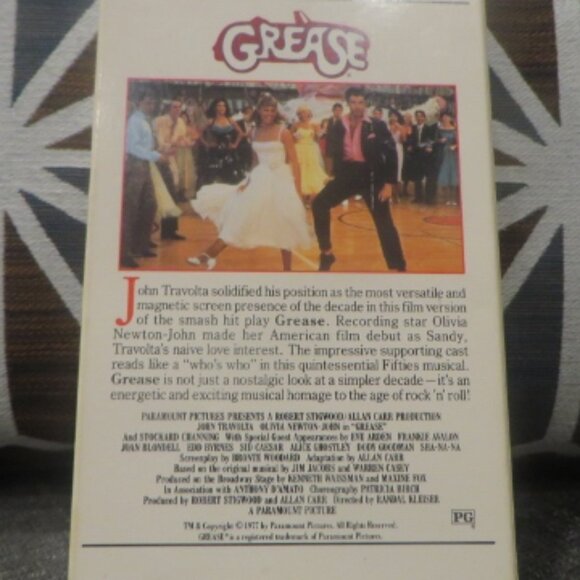 GREASE
John Travolta solidified his position as the most versatile and
magnetic screen presence of the decade in this film version
of the smash hit play Grease. Recording star Olivia
Newton-John made her American film debut as Sandy,
Travolta's naive love interest. The impressive supporting cast
reads like a "who's who" in this quintessential Fifties musical.
Grease is not just a nostalgic look at a simpler decade—it's an
energetic and exciting musical homage to the age of rock 'n' roll!
PARAMOUNT PICTURES PRESENTS A ROBERT STIGWOOD/ALLAN CARR PRODUCTION
JOHN TRAVOLTA OLIVIA NEWTON-JOHN in "GREASE"
And STOCKARD CHANNING With Special Guest Appearances by EVE ARDEN FRANKIE AVALON
JOAN BLONDELL EDD BYRNES SID CAESAR ALICE GHOSTLEY DODY GOODMAN SHA-NA-NA
Screenplay by BRONTE WOODARD Adaptation by ALLAN CARR
Based on the original musical by JIM JACOBS and WARREN CASEY
Produced on the Broadway Stage by KENNETH WAISSMAN and MAXINE FOX
In Association with ANTHONY D'AMATO Choreography PATRICIA BIRCH
Produced by ROBERT STIGWOOD and ALLAN CARR Directed by RANDAL KLEISER
A PARAMOUNT PICTURE
TM & Copyright © 1977 by Paramount Pictures. All Rights Reserved.
GREASE is a registered trademark of Paramount Pictures.
PG